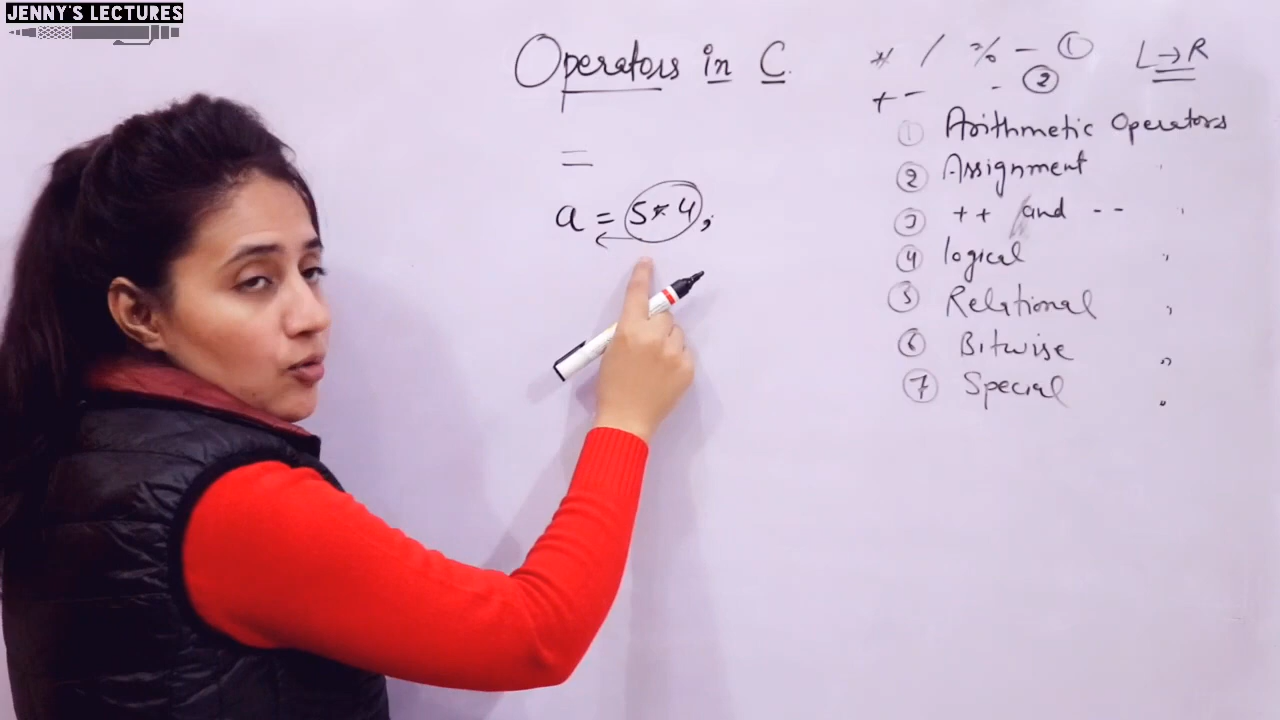 JENNY'S LECTURES
Operators in C
=
a = 5*4;
* / % - ① L→R
+ - - ②
① Arithmetic Operators
② Assignment "
③ ++ and -- "
④ logical "
⑤ Relational "
⑥ Bitwise "
⑦ Special "